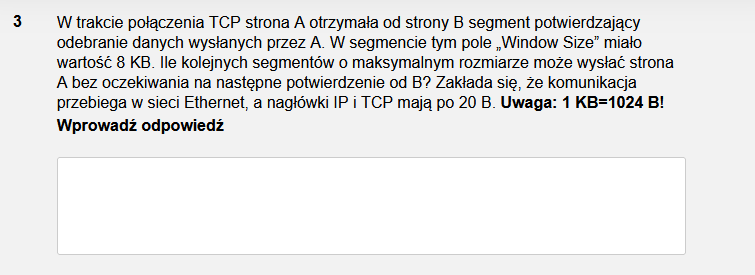 3 W trakcie połączenia TCP strona A otrzymała od strony B segment potwierdzający
odebranie danych wysłanych przez A. W segmencie tym pole „Window Size” miało
wartość 8 KB. Ile kolejnych segmentów o maksymalnym rozmiarze może wysłać strona
A bez oczekiwania na następne potwierdzenie od B? Zakłada się, że komunikacja
przebiega w sieci Ethernet, a nagłówki IP i TCP mają po 20 B. Uwaga: 1 KB=1024 B!
Wprowadź odpowiedź